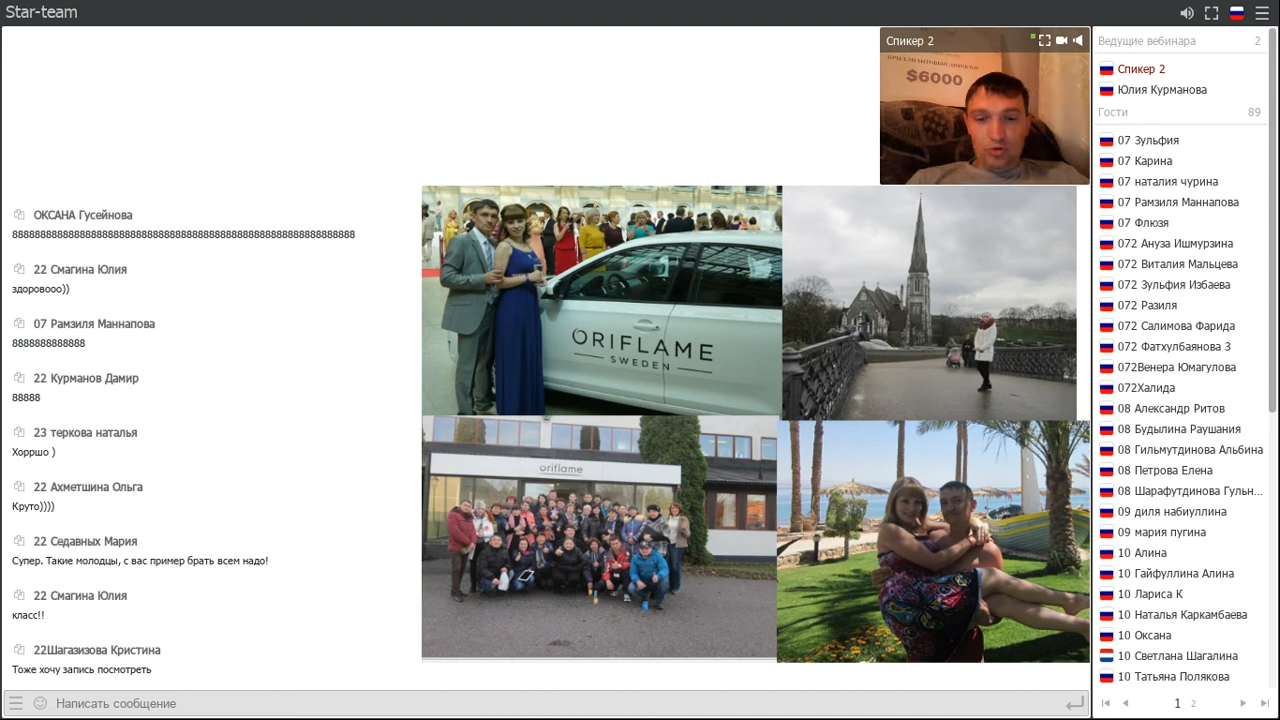 Star-team
ОКСАНА Гусейнова
22 Смагина Юлия
здоровооо))
07 Рамзиля Маннапова
8888888888888
22 Курманов Дамир
88888
23 теркова наталья
Хорршо )
22 Ахметшина Ольга
Круто))))
22 Седавных Мария
Супер. Такие молодцы, с вас пример брать всем надо!
22 Смагина Юлия
класс!!
22Шагазизова Кристина
Тоже хочу запись посмотреть
Написать сообщение
Спикер 2
$6000
ORIFLAME
SWEDEN
oriflame
Ведущие вебинара 2
Спикер 2
Юлия Курманова
Гости 89
07 Зульфия
07 Карина
07 наталия чурина
07 Рамзиля Маннапова
07 Флюзя
072 Ануза Ишмурзина
072 Виталия Мальцева
072 Зульфия Избаева
072 Разиля
072 Салимова Фарида
072 Фатхулбаянова З
072Венера Юмагулова
072Халида
08 Александр Ритов
08 Будылина Раушания
08 Гильмутдинова Альбина
08 Петрова Елена
08 Шарафутдинова Гульн...
09 диля набиуллина
09 мария пугина
10 Алина
10 Гайфуллина Алина
10 Лариса К
10 Наталья Каркамбаева
10 Оксана
10 Светлана Шагалина
10 Татьяна Полякова
1 2